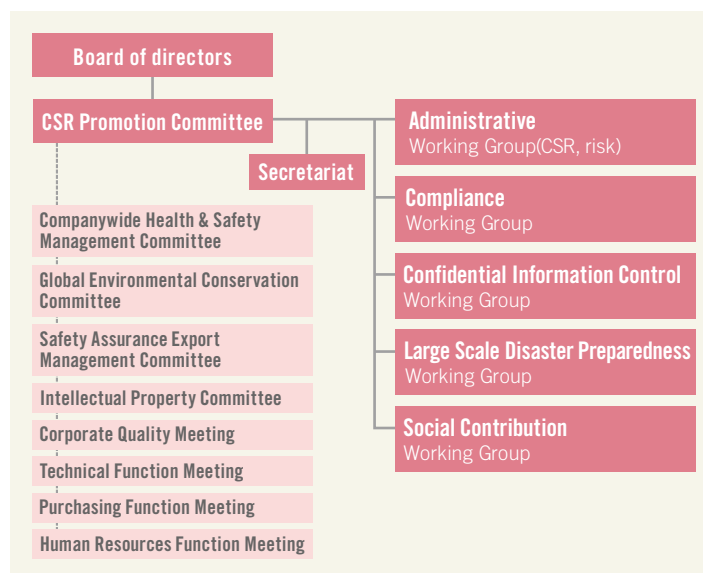 Board of directors
CSR Promotion Committee
Secretariat
Companywide Health & Safety
Management Committee
Global Environmental Conservation
Committee
Safety Assurance Export
Management Committee
Intellectual Property Committee
Corporate Quality Meeting
Technical Function Meeting
Purchasing Function Meeting
Human Resources Function Meeting
Administrative
Working Group(CSR, risk)
Compliance
Working Group
Confidential Information Control
Working Group
Large Scale Disaster Preparedness
Working Group
Social Contribution
Working Group